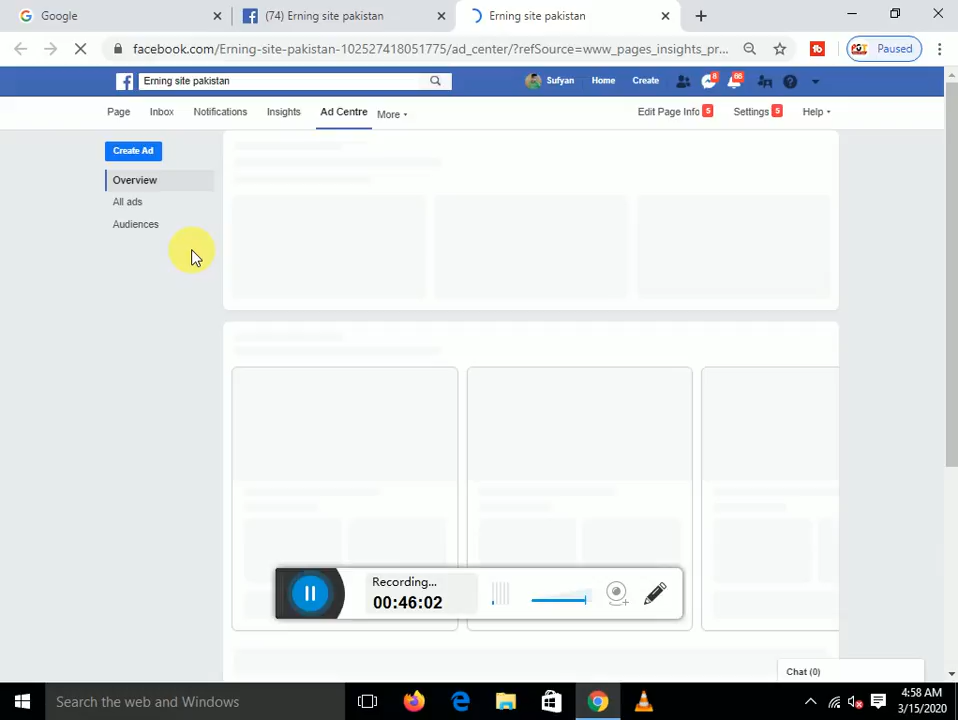 Google
(74) Erning site pakistan
Erning site pakistan
facebook.com/Erning-site-pakistan-102527418051775/ad_center/?refSource=www_pages_insights_pr...
Paused
Erning site pakistan
Sufyan
Home
Create
8
66
Page
Inbox
Notifications
Insights
Ad Centre
More
Edit Page Info 5
Settings 5
Help
Create Ad
Overview
All ads
Audiences
Recording...
00:46:02
Chat (0)
Search the web and Windows
4:58 AM
3/15/2020